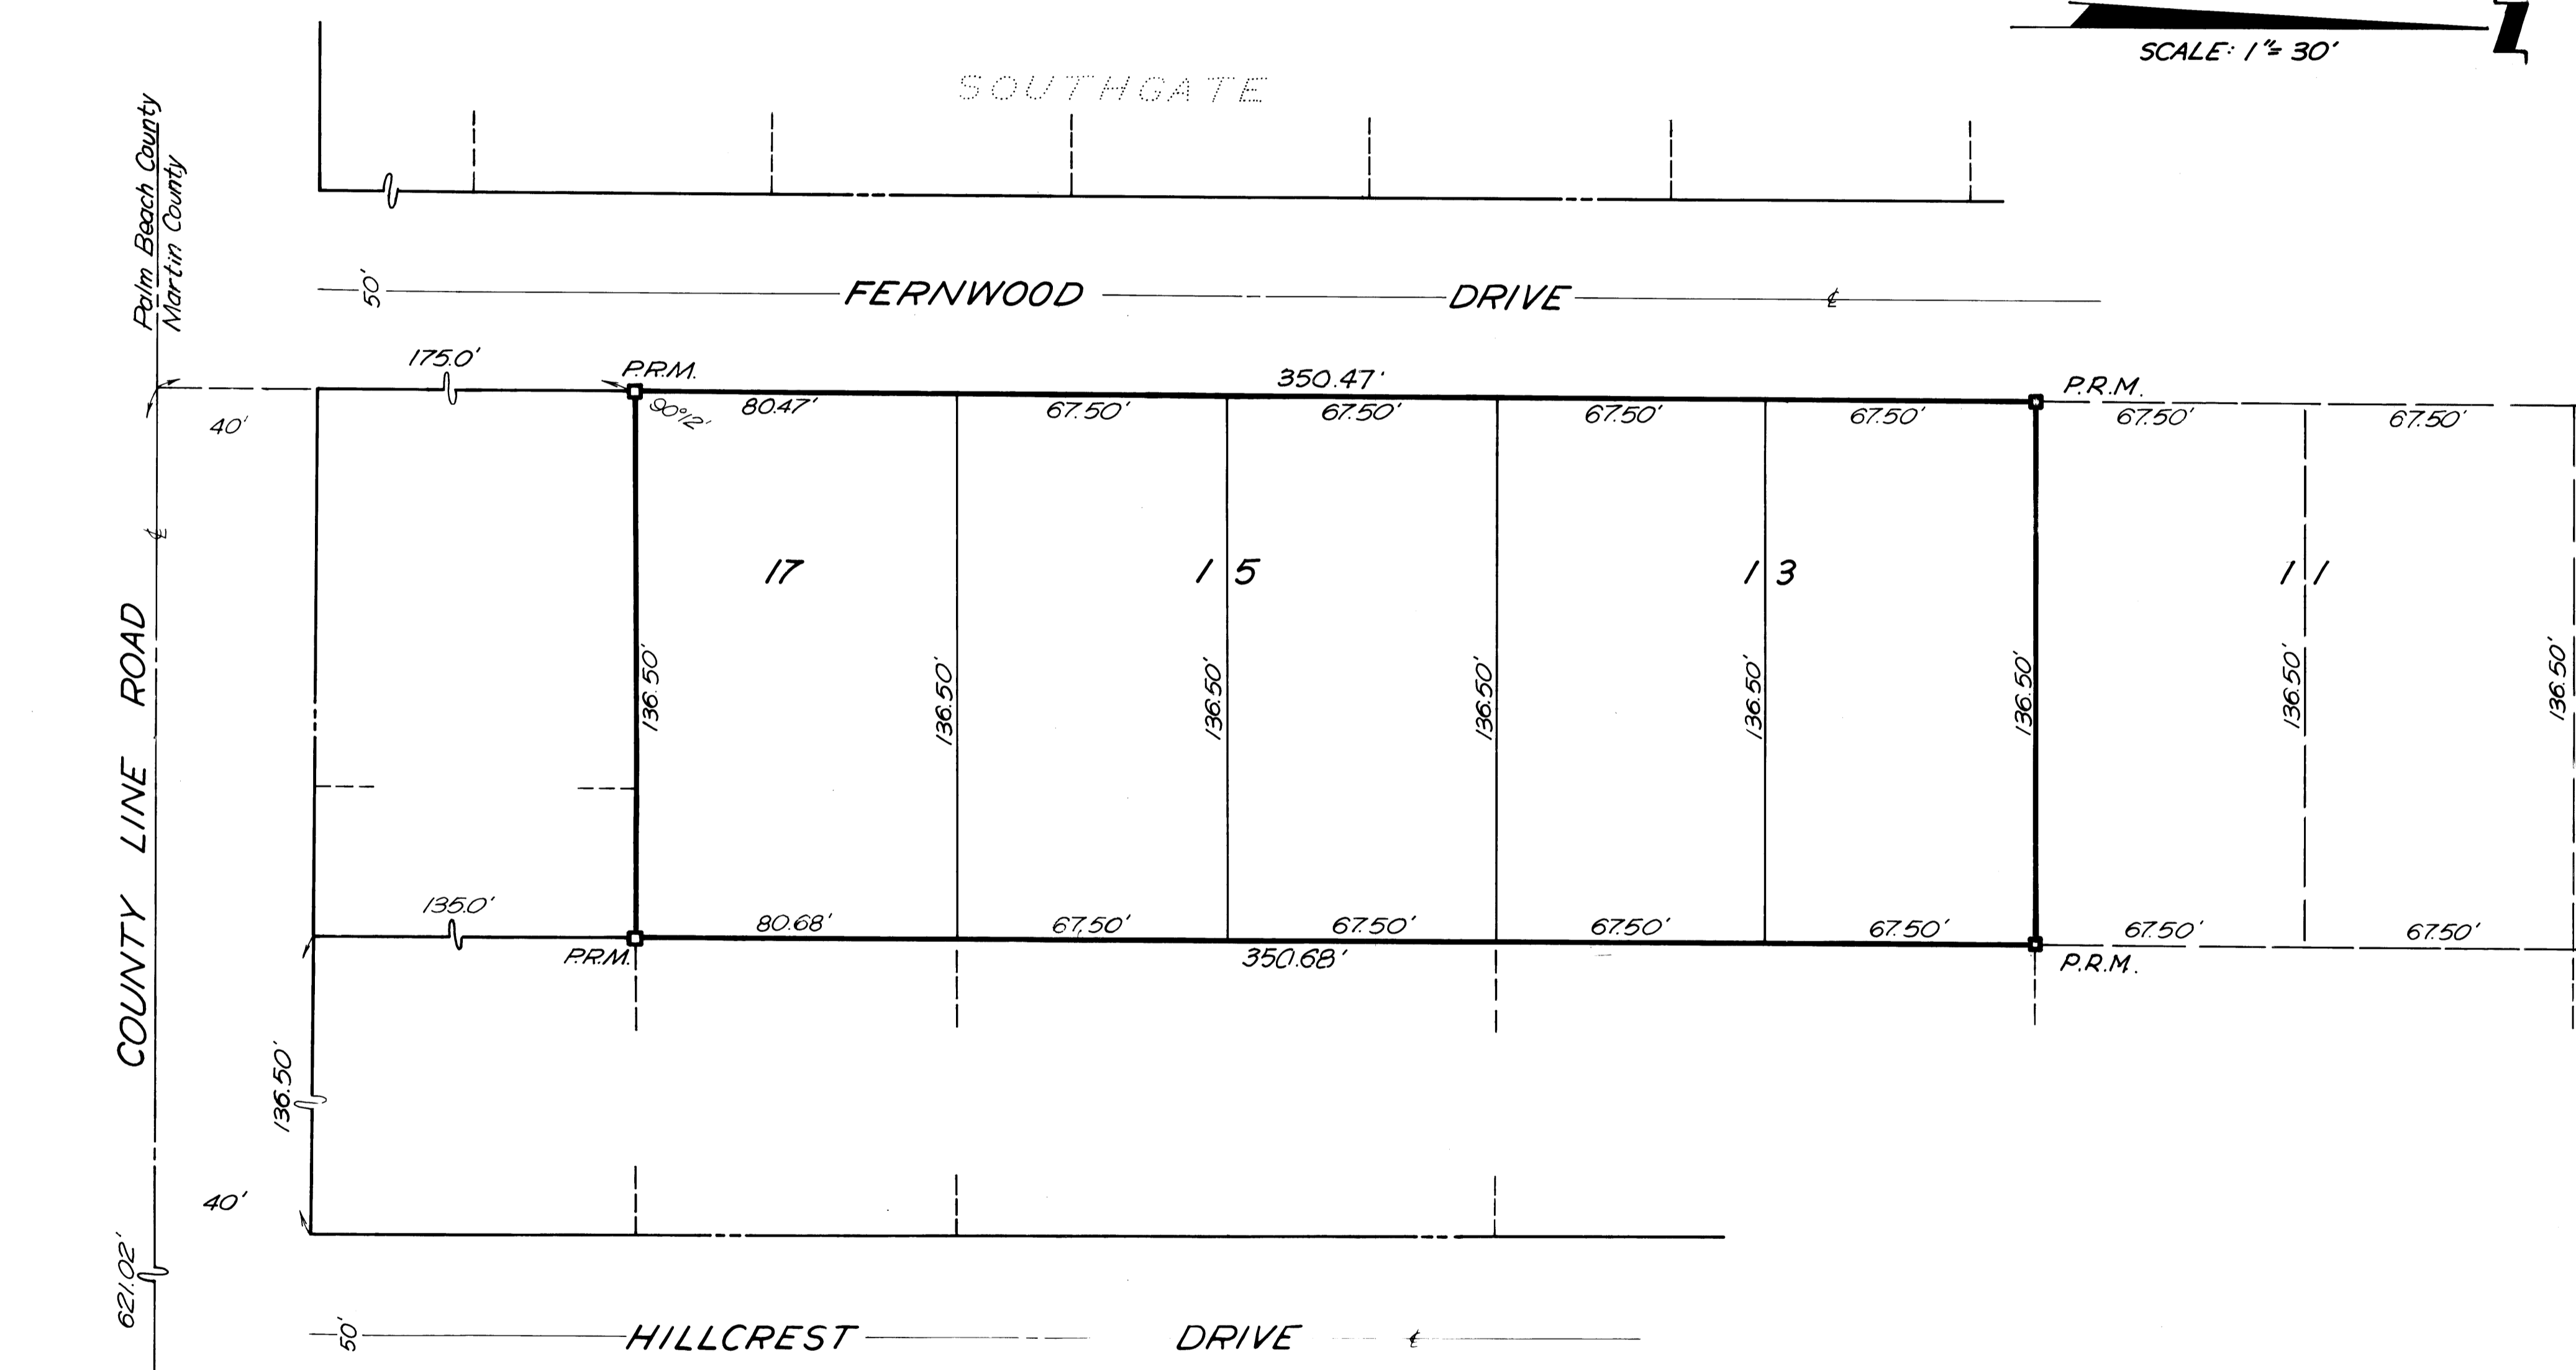 SCALE: 1"= 30'
SOUTHGATE
Palm Beach County
Martin County
50' FERNWOOD DRIVE ℄
175.0' P.R.M. 350.47' P.R.M.
40' 90°12' 80.47' 67.50' 67.50' 67.50' 67.50' 67.50' 67.50'
℄
17 15 13 11
COUNTY LINE ROAD
136.50' 136.50' 136.50' 136.50' 136.50' 136.50' 136.50' 136.50'
135.0' 80.68' 67.50' 67.50' 67.50' 67.50' 67.50' 67.50'
P.R.M. 350.68' P.R.M.
136.50'
40'
621.02'
50' HILLCREST DRIVE ℄